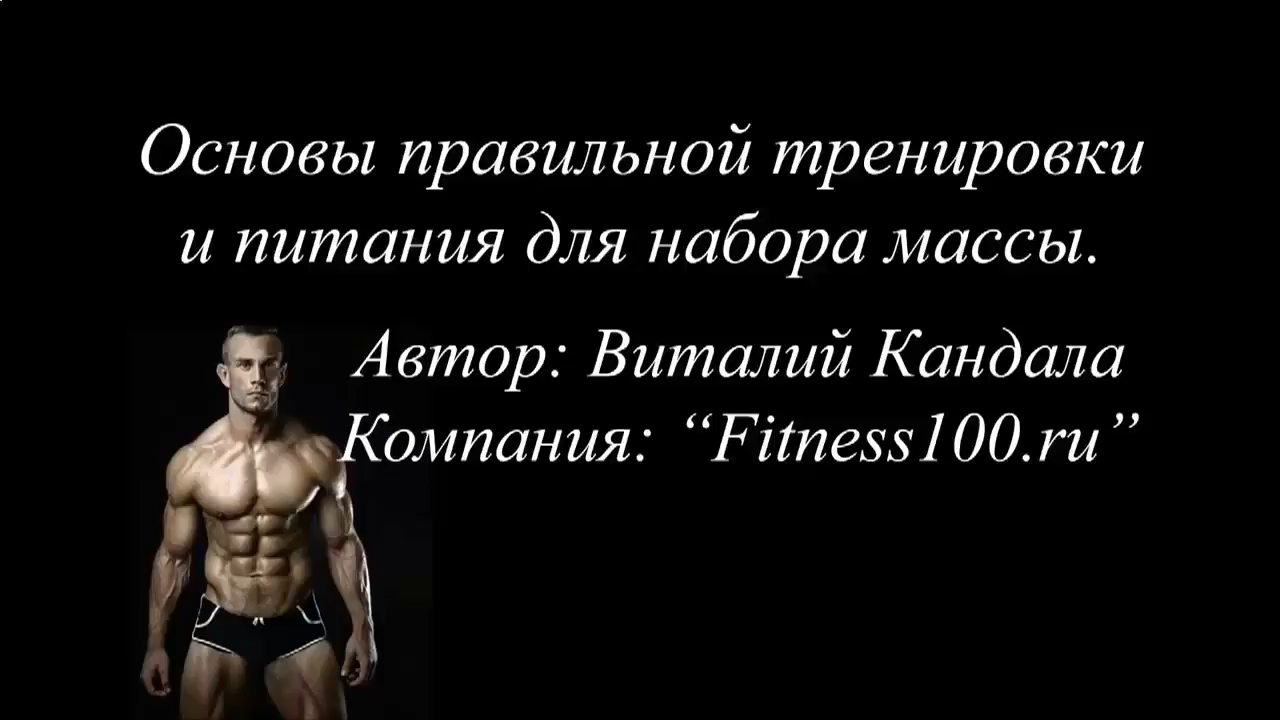 Основы правильной тренировки
и питания для набора массы.
Автор: Виталий Кандала
Компания: “Fitness100.ru”